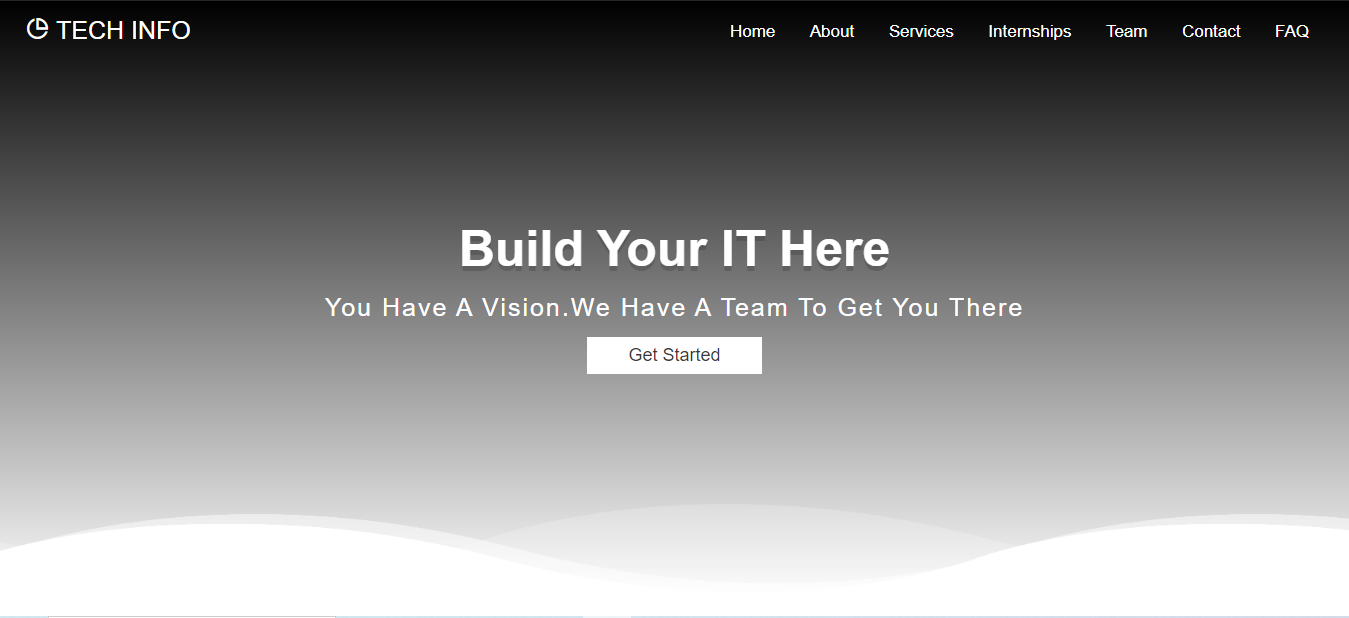 TECH INFO
Home About Services Internships Team Contact FAQ
Build Your IT Here
You Have A Vision.We Have A Team To Get You There
Get Started